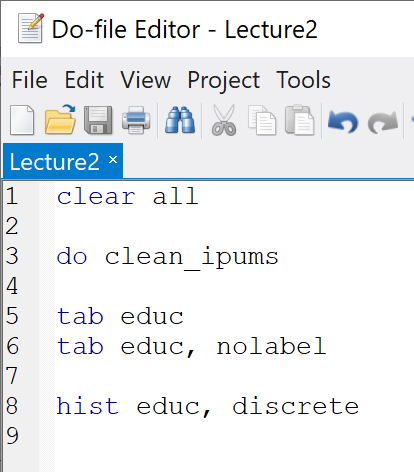 Do-file Editor - Lecture2
File Edit View Project Tools
Lecture2 ×
1 clear all
2
3 do clean_ipums
4
5 tab educ
6 tab educ, nolabel
7
8 hist educ, discrete
9